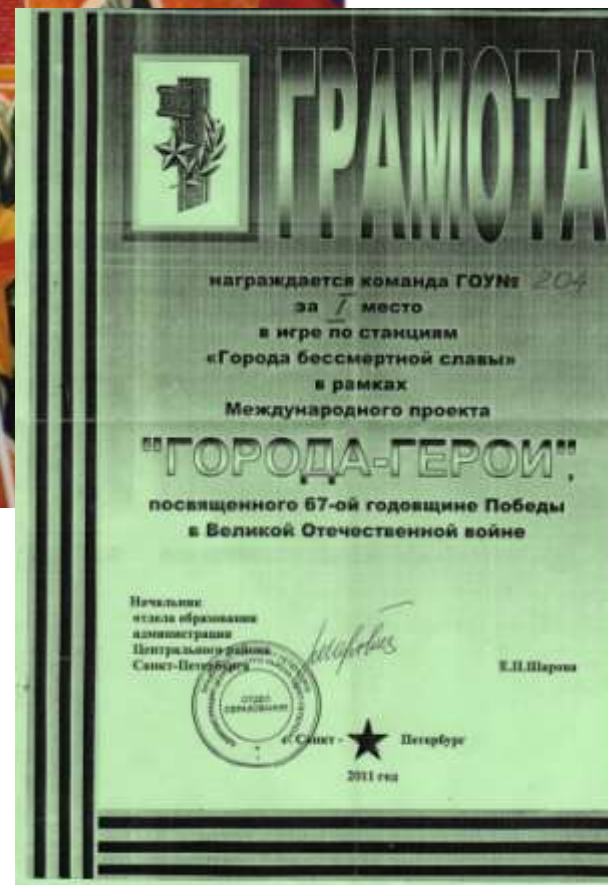 ГРАМОТА
награждается команда ГОУ№ 204
за I место
в игре по станциям
«Города бессмертной славы»
в рамках
Международного проекта
"ГОРОДА-ГЕРОИ",
посвященного 67-ой годовщине Победы
в Великой Отечественной войне
Начальник
отдела образования
администрации
Центрального района
Санкт-Петербурга
Е.П.Шарова
ОТДЕЛ
ОБРАЗОВАНИЯ
г. Санкт - Петербург
2011 год